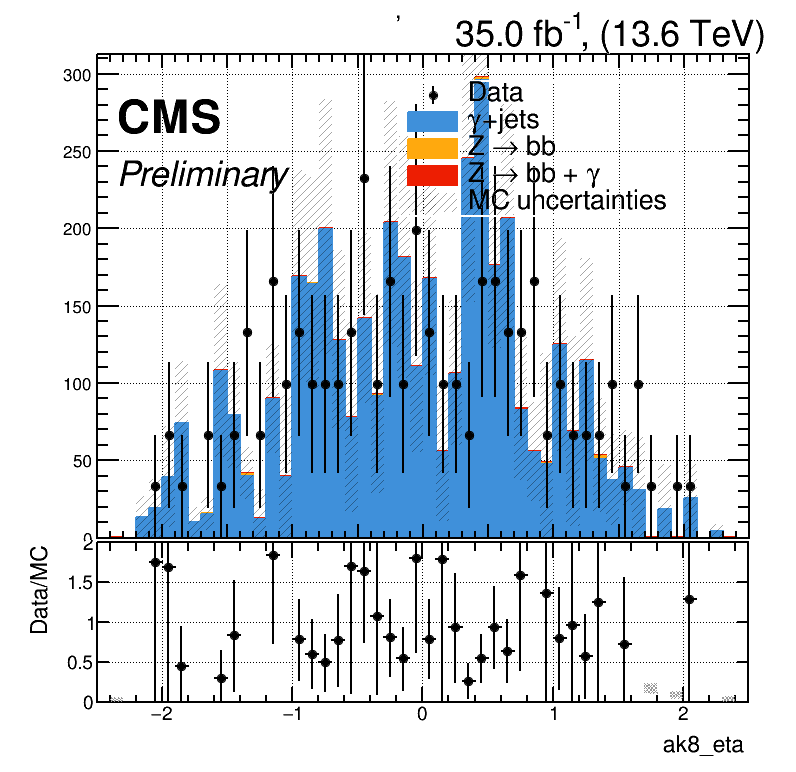 ,
35.0 fb⁻¹, (13.6 TeV)
CMS
Preliminary
Data
γ+jets
Z → bb
Z → bb + γ
MC uncertainties
300
250
200
150
100
50
0
Data/MC
2
1.5
1
0.5
0
−2 −1 0 1 2
ak8_eta